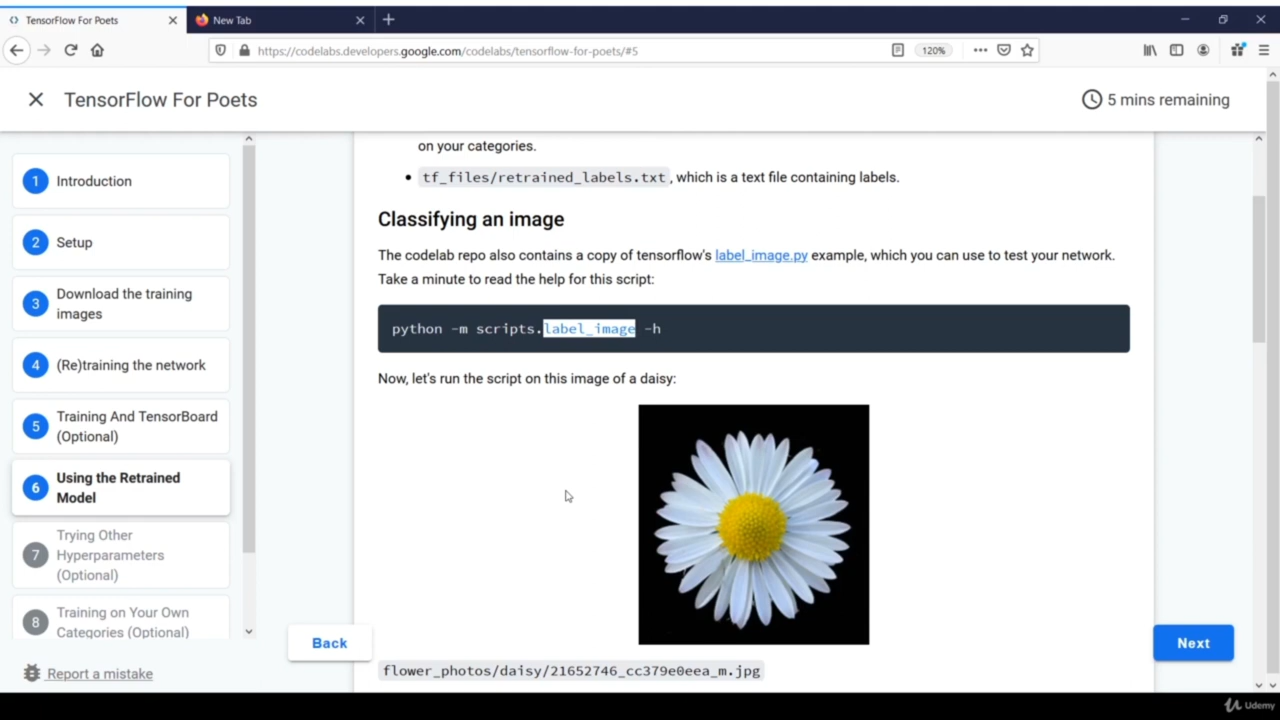 TensorFlow For Poets
New Tab
https://codelabs.developers.google.com/codelabs/tensorflow-for-poets/#5
120%
TensorFlow For Poets
5 mins remaining
1 Introduction
2 Setup
3 Download the training
images
4 (Re)training the network
5 Training And TensorBoard
(Optional)
6 Using the Retrained
Model
7 Trying Other
Hyperparameters
(Optional)
8 Training on Your Own
Categories (Optional)
Report a mistake
on your categories.
• tf_files/retrained_labels.txt, which is a text file containing labels.
Classifying an image
The codelab repo also contains a copy of tensorflow's label_image.py example, which you can use to test your network.
Take a minute to read the help for this script:
python -m scripts.label_image -h
Now, let's run the script on this image of a daisy:
Back
Next
flower_photos/daisy/21652746_cc379e0eea_m.jpg
Udemy